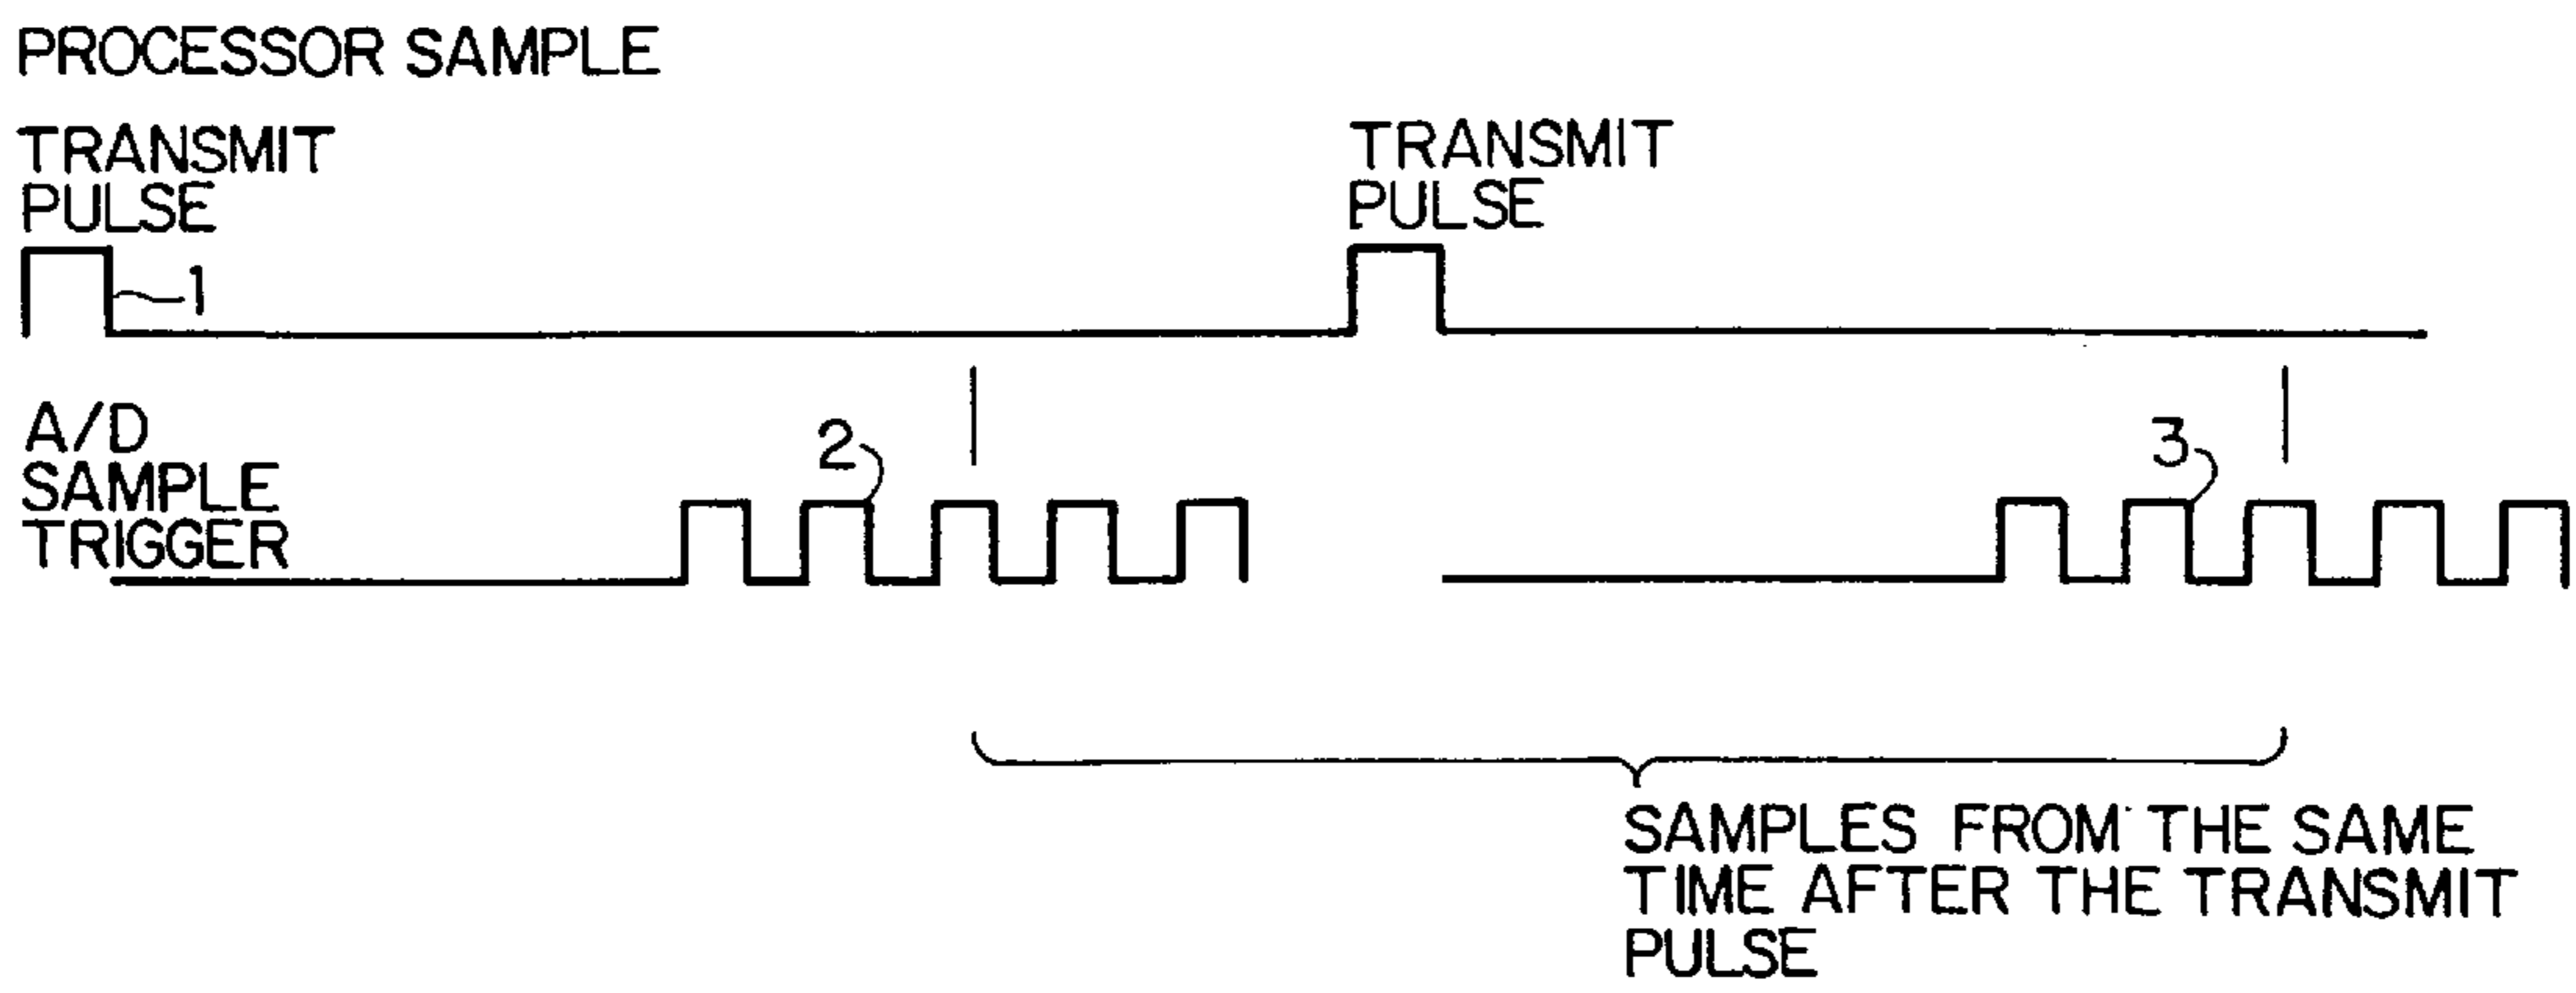 PROCESSOR SAMPLE
TRANSMIT
PULSE
TRANSMIT
PULSE
1
A/D
SAMPLE
TRIGGER
2
3
SAMPLES FROM THE SAME
TIME AFTER THE TRANSMIT
PULSE